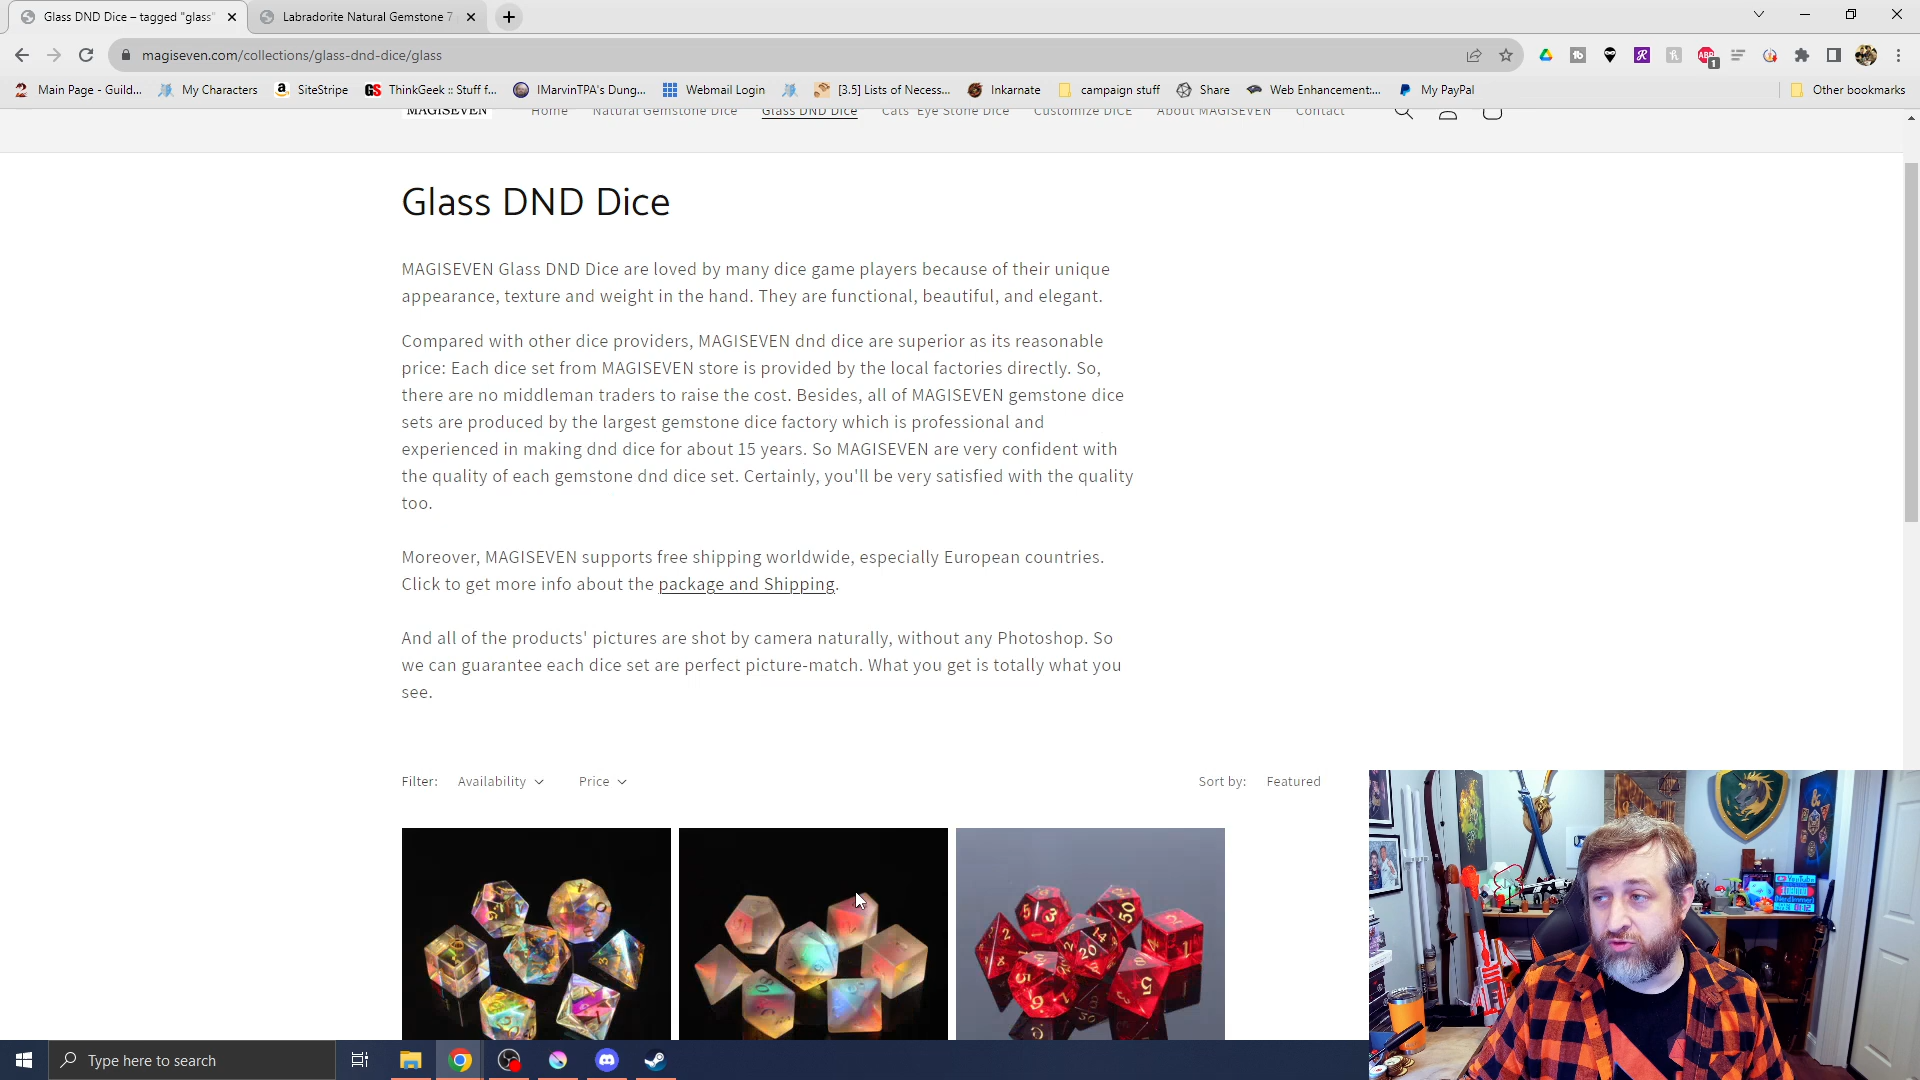 Glass DND Dice – tagged "glass"
Labradorite Natural Gemstone 7
magiseven.com/collections/glass-dnd-dice/glass
Main Page - Guild...
My Characters
SiteStripe
ThinkGeek :: Stuff f...
IMarvinTPA's Dung...
Webmail Login
[3.5] Lists of Necess...
Inkarnate
campaign stuff
Share
Web Enhancement:...
My PayPal
Other bookmarks
MAGISEVEN
Home
Natural Gemstone Dice
Glass DND Dice
Cats' Eye Stone Dice
Customize DICE
About MAGISEVEN
Contact
Glass DND Dice
MAGISEVEN Glass DND Dice are loved by many dice game players because of their unique
appearance, texture and weight in the hand. They are functional, beautiful, and elegant.
Compared with other dice providers, MAGISEVEN dnd dice are superior as its reasonable
price: Each dice set from MAGISEVEN store is provided by the local factories directly. So,
there are no middleman traders to raise the cost. Besides, all of MAGISEVEN gemstone dice
sets are produced by the largest gemstone dice factory which is professional and
experienced in making dnd dice for about 15 years. So MAGISEVEN are very confident with
the quality of each gemstone dnd dice set. Certainly, you'll be very satisfied with the quality
too.
Moreover, MAGISEVEN supports free shipping worldwide, especially European countries.
Click to get more info about the package and Shipping.
And all of the products' pictures are shot by camera naturally, without any Photoshop. So
we can guarantee each dice set are perfect picture-match. What you get is totally what you
see.
Filter:
Availability
Price
Sort by:
Featured
Type here to search